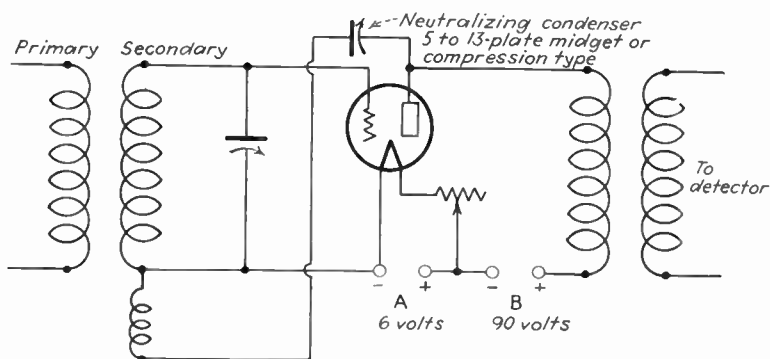 Neutralizing condenser
5 to 13-plate midget or
compression type
Primary Secondary
To
detector
- + - +
A B
6 volts 90 volts